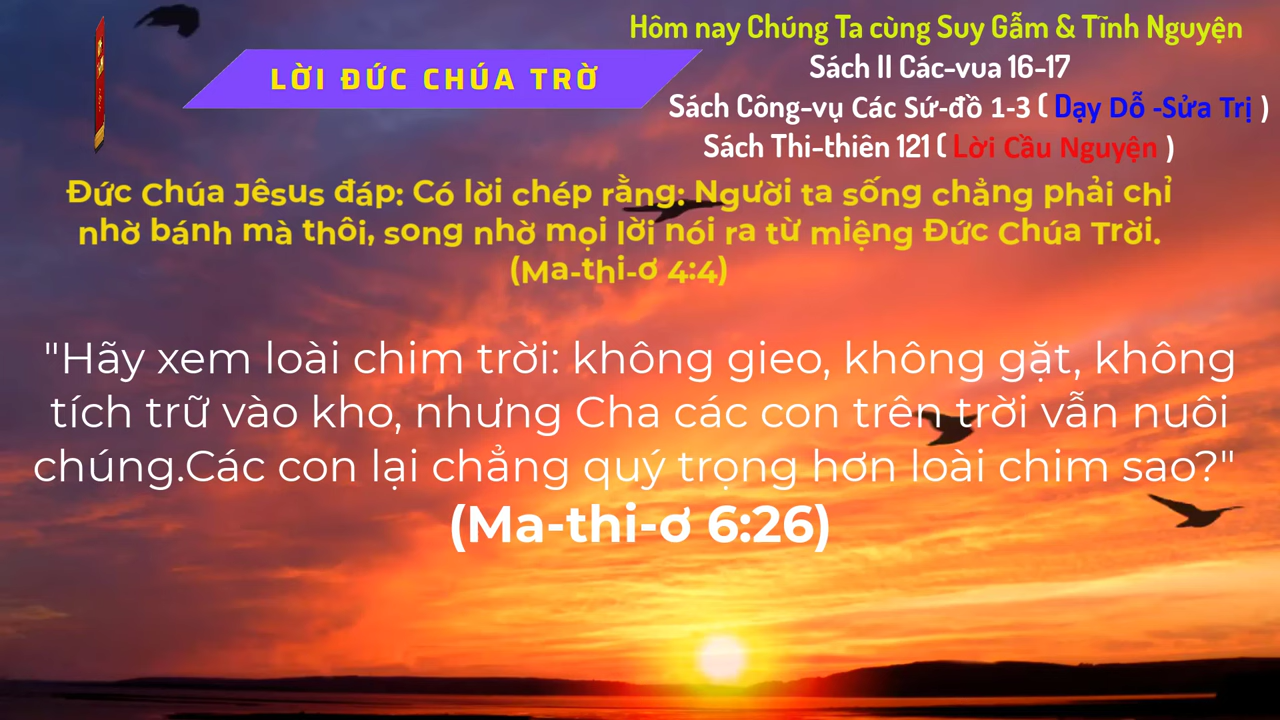 LỜI ĐỨC CHÚA TRỜ
Hôm nay Chúng Ta cùng Suy Gẫm & Tĩnh Nguyện
Sách II Các-vua 16-17
Sách Công-vụ Các Sứ-đồ 1-3 ( Dạy Dỗ -Sửa Trị )
Sách Thi-thiên 121 ( Lời Cầu Nguyện )
Đức Chúa Jêsus đáp: Có lời chép rằng: Người ta sống chẳng phải chỉ
nhờ bánh mà thôi, song nhờ mọi lời nói ra từ miệng Đức Chúa Trời.
(Ma-thi-ơ 4:4)
"Hãy xem loài chim trời: không gieo, không gặt, không
tích trữ vào kho, nhưng Cha các con trên trời vẫn nuôi
chúng.Các con lại chẳng quý trọng hơn loài chim sao?"
(Ma-thi-ơ 6:26)